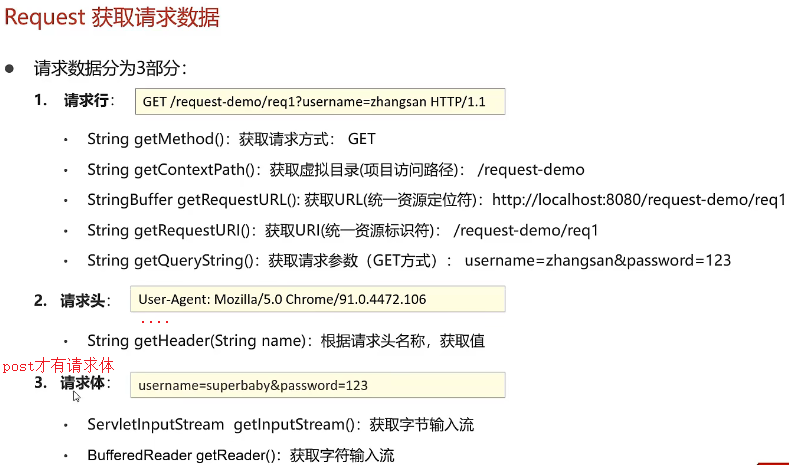 Request 获取请求数据
● 请求数据分为3部分：
1. 请求行： GET /request-demo/req1?username=zhangsan HTTP/1.1
• String getMethod()：获取请求方式： GET
• String getContextPath()：获取虚拟目录(项目访问路径)： /request-demo
• StringBuffer getRequestURL(): 获取URL(统一资源定位符)：http://localhost:8080/request-demo/req1
• String getRequestURI()：获取URI(统一资源标识符)： /request-demo/req1
• String getQueryString()：获取请求参数（GET方式）： username=zhangsan&password=123
2. 请求头： User-Agent: Mozilla/5.0 Chrome/91.0.4472.106
....
• String getHeader(String name)：根据请求头名称，获取值
post才有请求体
3. 请求体： username=superbaby&password=123
• ServletInputStream getInputStream()：获取字节输入流
• BufferedReader getReader()：获取字符输入流